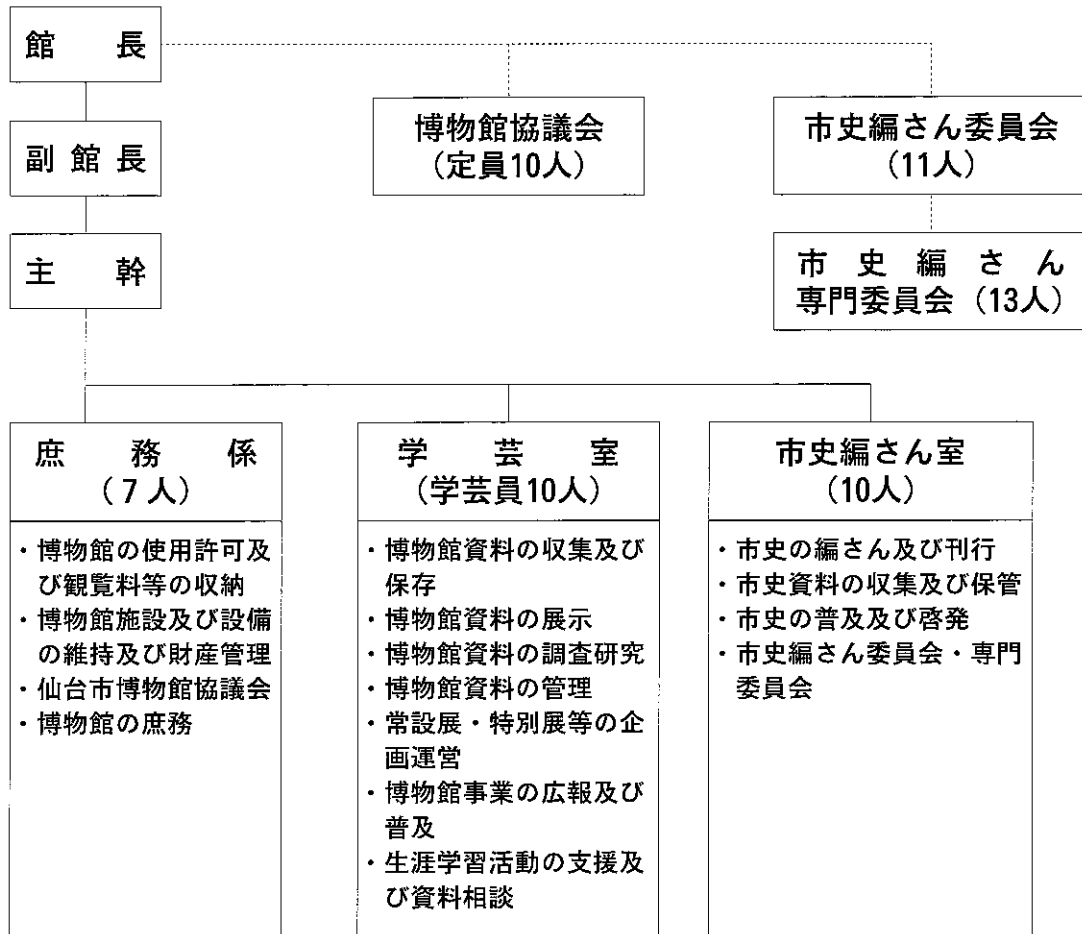 館長
博物館協議会
(定員10人)
市史編さん委員会
(11人)
副館長
主幹
市史編さん
専門委員会(13人)
庶務係
(7人)
・博物館の使用許可及
び観覧料等の収納
・博物館施設及び設備
の維持及び財産管理
・仙台市博物館協議会
・博物館の庶務
学芸室
(学芸員10人)
・博物館資料の収集及び
保存
・博物館資料の展示
・博物館資料の調査研究
・博物館資料の管理
・常設展・特別展等の企
画運営
・博物館事業の広報及び
普及
・生涯学習活動の支援及
び資料相談
市史編さん室
(10人)
・市史の編さん及び刊行
・市史資料の収集及び保管
・市史の普及及び啓発
・市史編さん委員会・専門
委員会